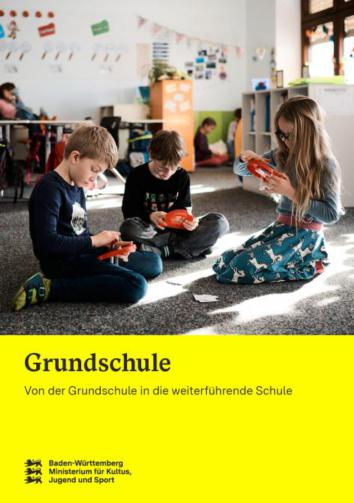 Grundschule
Von der Grundschule in die weiterführende Schule
Baden-Württemberg
Ministerium für Kultus,
Jugend und Sport